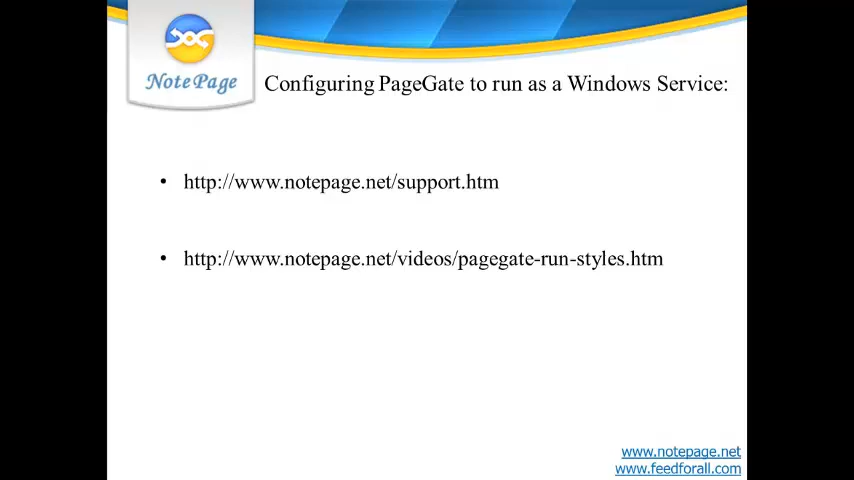 NotePage
Configuring PageGate to run as a Windows Service:
• http://www.notepage.net/support.htm
• http://www.notepage.net/videos/pagegate-run-styles.htm
www.notepage.net
www.feedforall.com